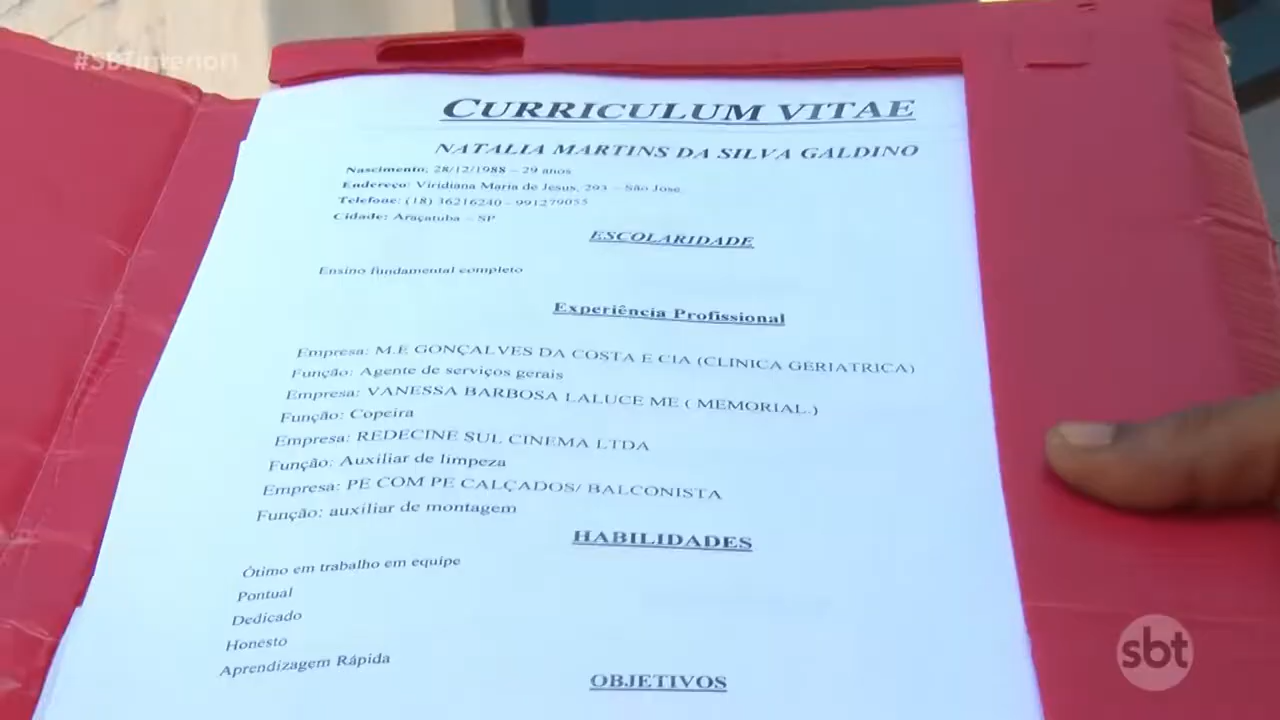 #SBTinterior1
CURRICULUM VITAE
NATALIA MARTINS DA SILVA GALDINO
Nascimento: 28/12/1988 – 29 anos
Endereço: Viridiana Maria de Jesus, 293 – São Jose
Telefone: (18) 36216240 - 991279055
Cidade: Araçatuba – SP
ESCOLARIDADE
Ensino fundamental completo
Experiência Profissional
Empresa: M.E GONÇALVES DA COSTA E CIA (CLINICA GERIATRICA)
Função: Agente de serviços gerais
Empresa: VANESSA BARBOSA LALUCE ME ( MEMORIAL.)
Função: Copeira
Empresa: REDECINE SUL CINEMA LTDA
Função: Auxiliar de limpeza
Empresa: PE COM PE CALÇADOS/ BALCONISTA
Função: auxiliar de montagem
HABILIDADES
Ótimo em trabalho em equipe
Pontual
Dedicado
Honesto
Aprendizagem Rápida
OBJETIVOS
sbt